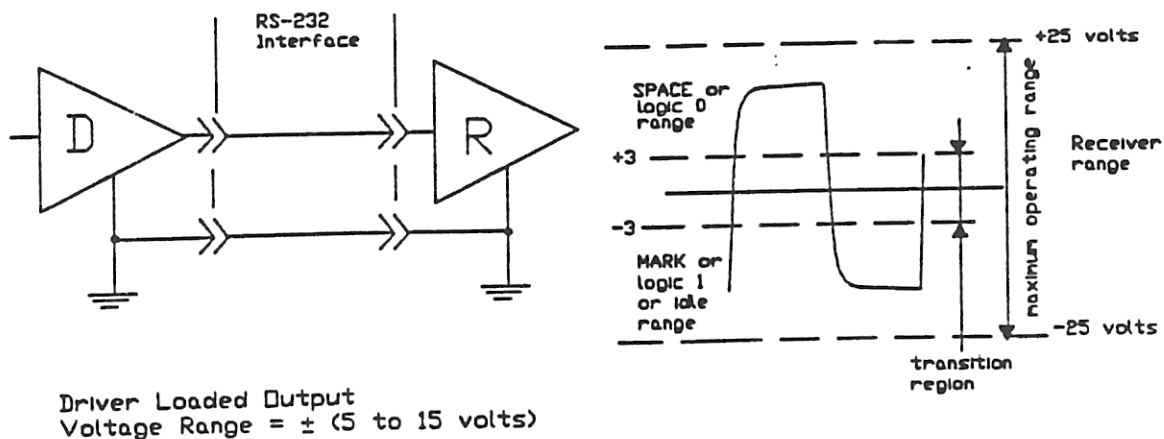 RS-232
Interface
D
R
Driver Loaded Output
Voltage Range = ± (5 to 15 volts)
+25 volts
SPACE or
logic 0
range
+3
-3
MARK or
logic 1
or idle
range
maximum operating range
Receiver
range
-25 volts
transition
region